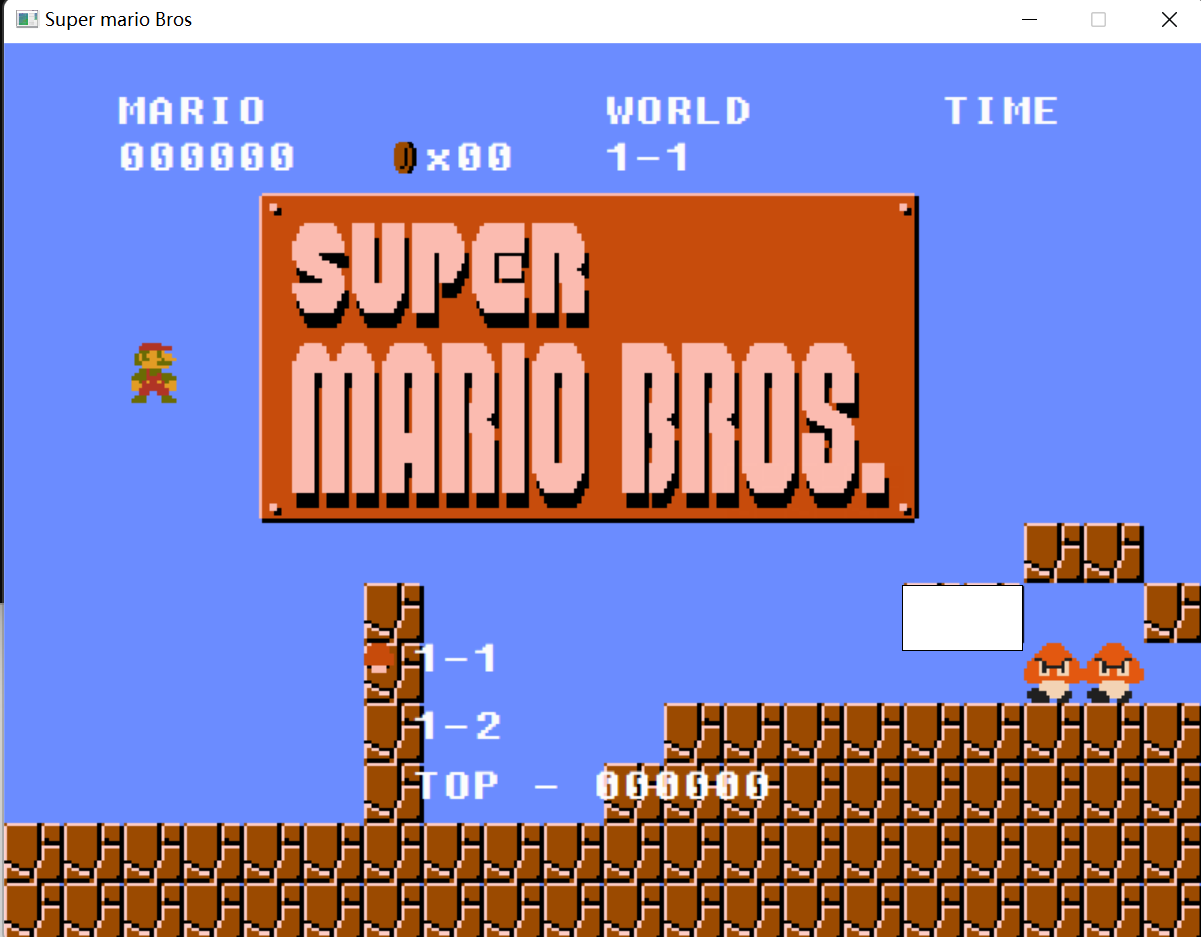 Super mario Bros
MARIO WORLD TIME
000000 x00 1-1
SUPER
MARIO BROS.
1-1
1-2
TOP - 000000